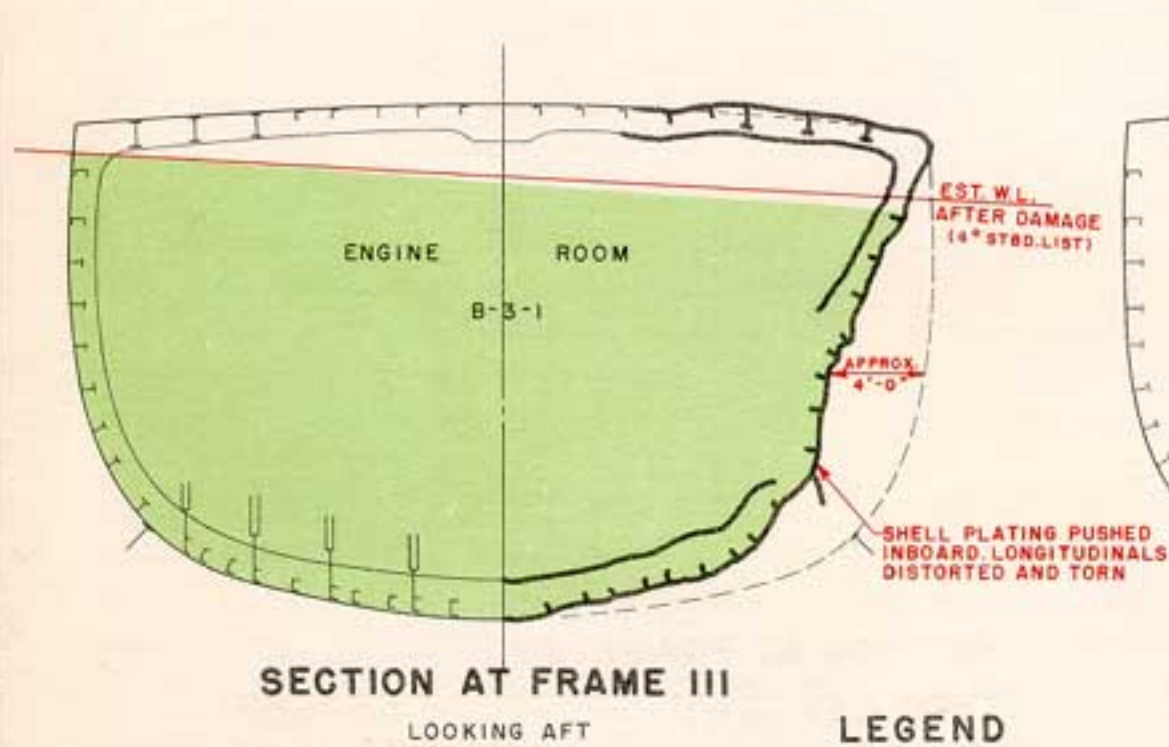 EST. W.L.
AFTER DAMAGE
(4° STBD. LIST)
ENGINE ROOM
B-3-1
APPROX.
4'-0"
SHELL PLATING PUSHED
INBOARD. LONGITUDINALS
DISTORTED AND TORN
SECTION AT FRAME 111
LOOKING AFT
LEGEND